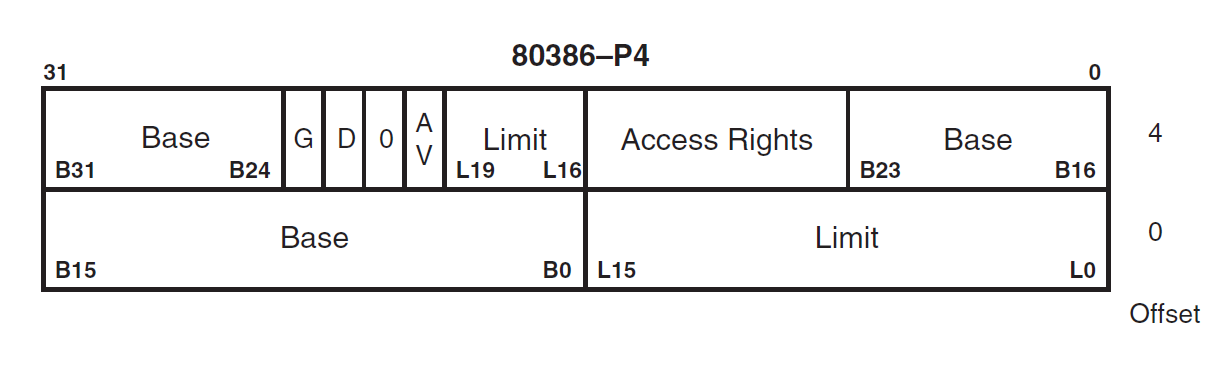 80386–P4
31 0
Base G D 0 A V Limit Access Rights Base 4
B31 B24 L19 L16 B23 B16
Base Limit 0
B15 B0 L15 L0
Offset